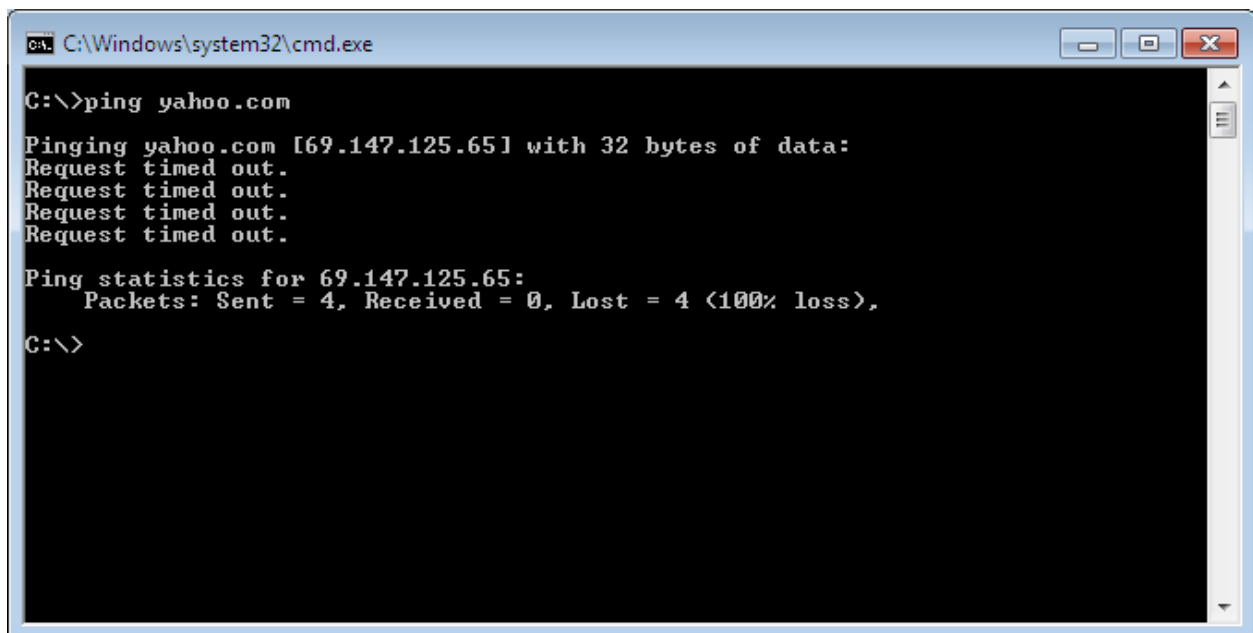 C:\Windows\system32\cmd.exe
C:\>ping yahoo.com
Pinging yahoo.com [69.147.125.65] with 32 bytes of data:
Request timed out.
Request timed out.
Request timed out.
Request timed out.
Ping statistics for 69.147.125.65:
    Packets: Sent = 4, Received = 0, Lost = 4 (100% loss),
C:\>